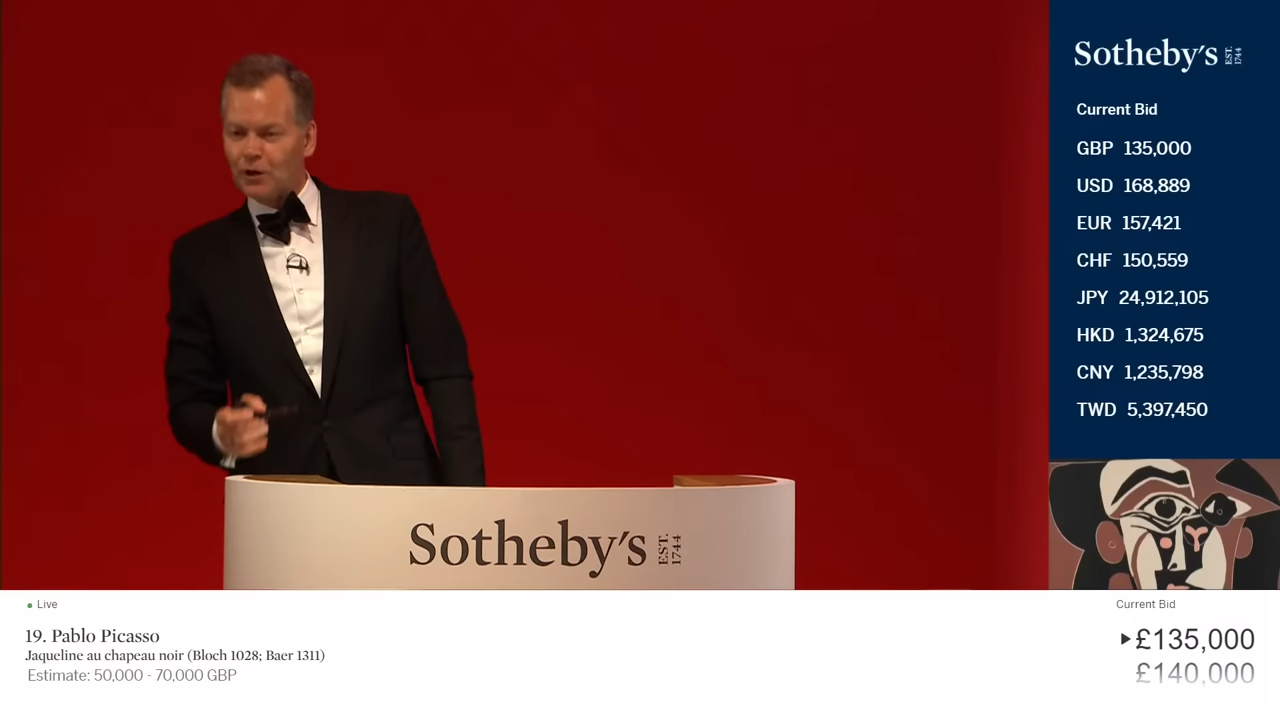 Sotheby's EST. 1744
Current Bid
GBP 135,000
USD 168,889
EUR 157,421
CHF 150,559
JPY 24,912,105
HKD 1,324,675
CNY 1,235,798
TWD 5,397,450
Sotheby's EST. 1744
Live
19. Pablo Picasso
Jaqueline au chapeau noir (Bloch 1028; Baer 1311)
Estimate: 50,000 - 70,000 GBP
Current Bid
£135,000
£140,000